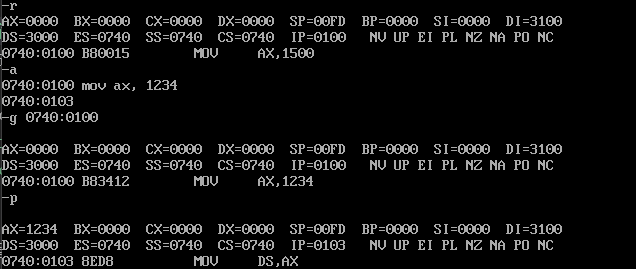 -r
AX=0000 BX=0000 CX=0000 DX=0000 SP=00FD BP=0000 SI=0000 DI=3100
DS=3000 ES=0740 SS=0740 CS=0740 IP=0100 NV UP EI PL NZ NA PO NC
0740:0100 B80015 MOV AX,1500
-a
0740:0100 mov ax, 1234
0740:0103
-g 0740:0100
AX=0000 BX=0000 CX=0000 DX=0000 SP=00FD BP=0000 SI=0000 DI=3100
DS=3000 ES=0740 SS=0740 CS=0740 IP=0100 NV UP EI PL NZ NA PO NC
0740:0100 B83412 MOV AX,1234
-p
AX=1234 BX=0000 CX=0000 DX=0000 SP=00FD BP=0000 SI=0000 DI=3100
DS=3000 ES=0740 SS=0740 CS=0740 IP=0103 NV UP EI PL NZ NA PO NC
0740:0103 8ED8 MOV DS,AX